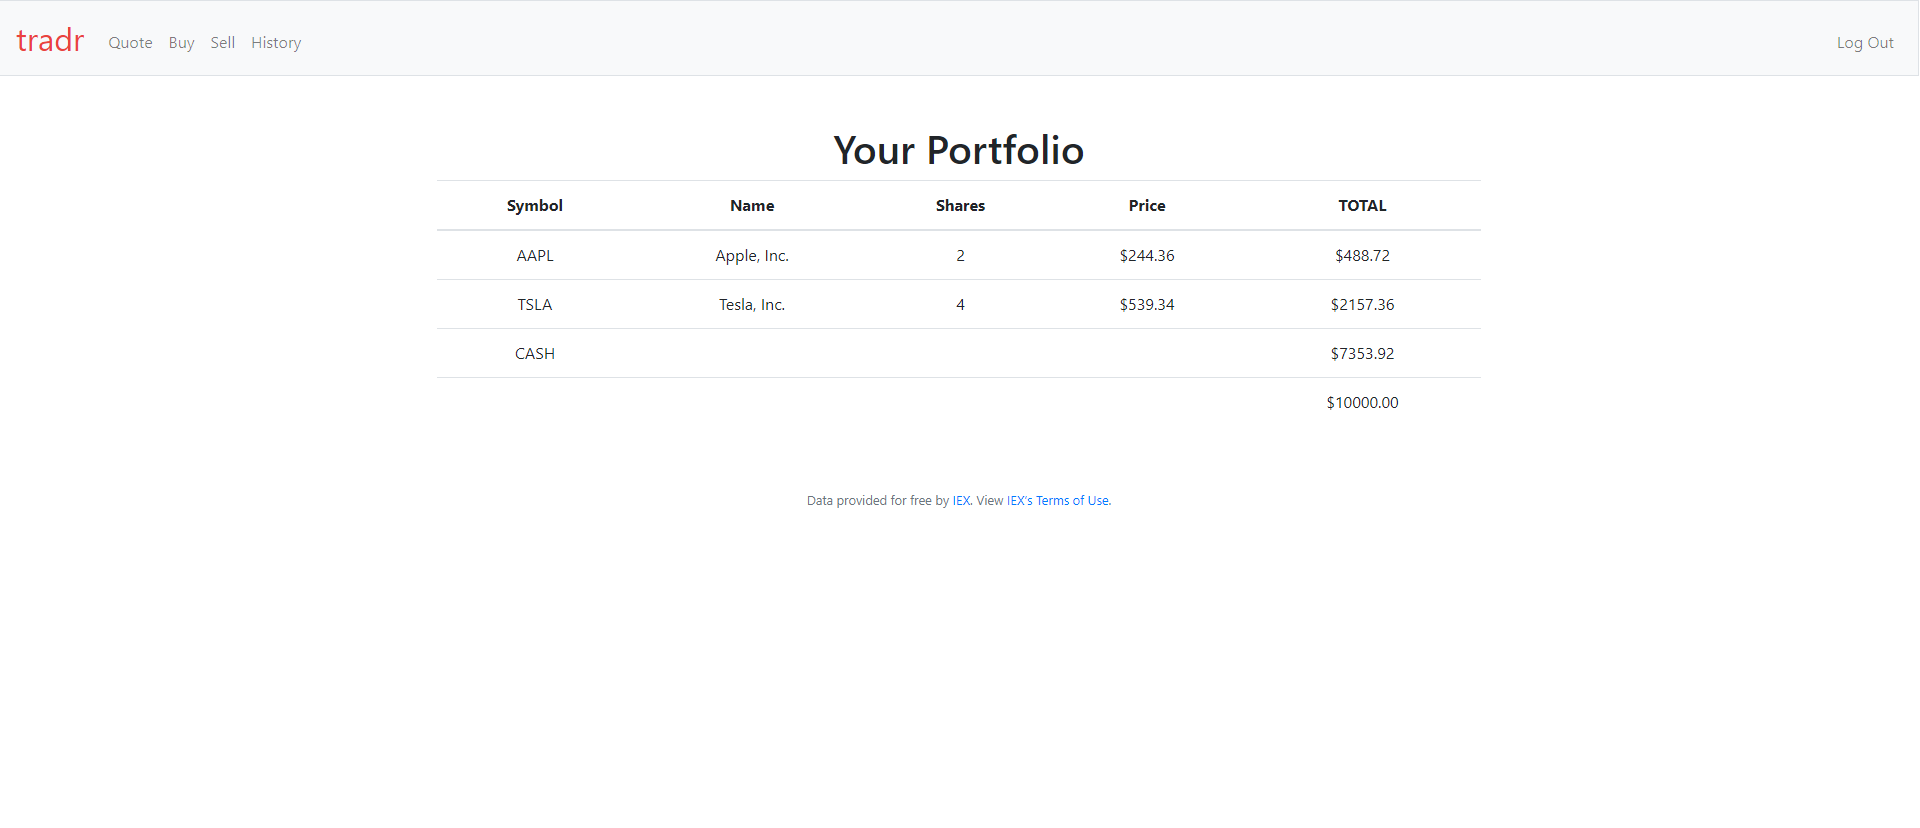 tradr Quote Buy Sell History Log Out
Your Portfolio
Symbol Name Shares Price TOTAL
AAPL Apple, Inc. 2 $244.36 $488.72
TSLA Tesla, Inc. 4 $539.34 $2157.36
CASH $7353.92
$10000.00
Data provided for free by IEX. View IEX's Terms of Use.